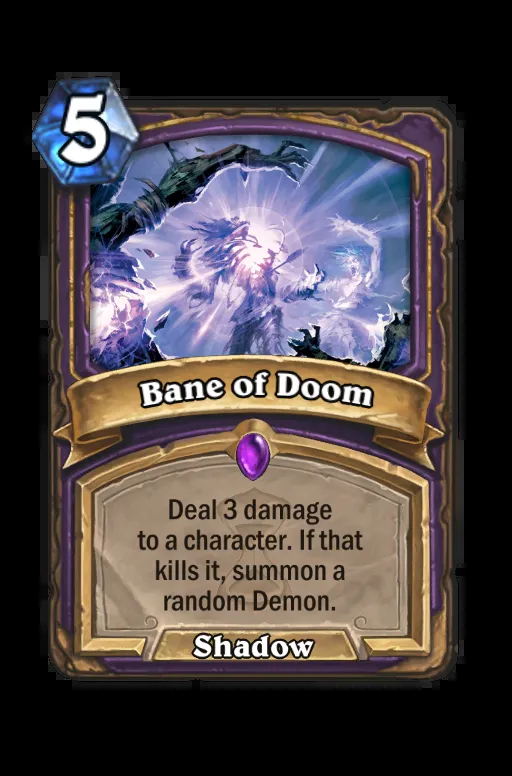 5
Bane of Doom
Deal 3 damage
to a character. If that
kills it, summon a
random Demon.
Shadow